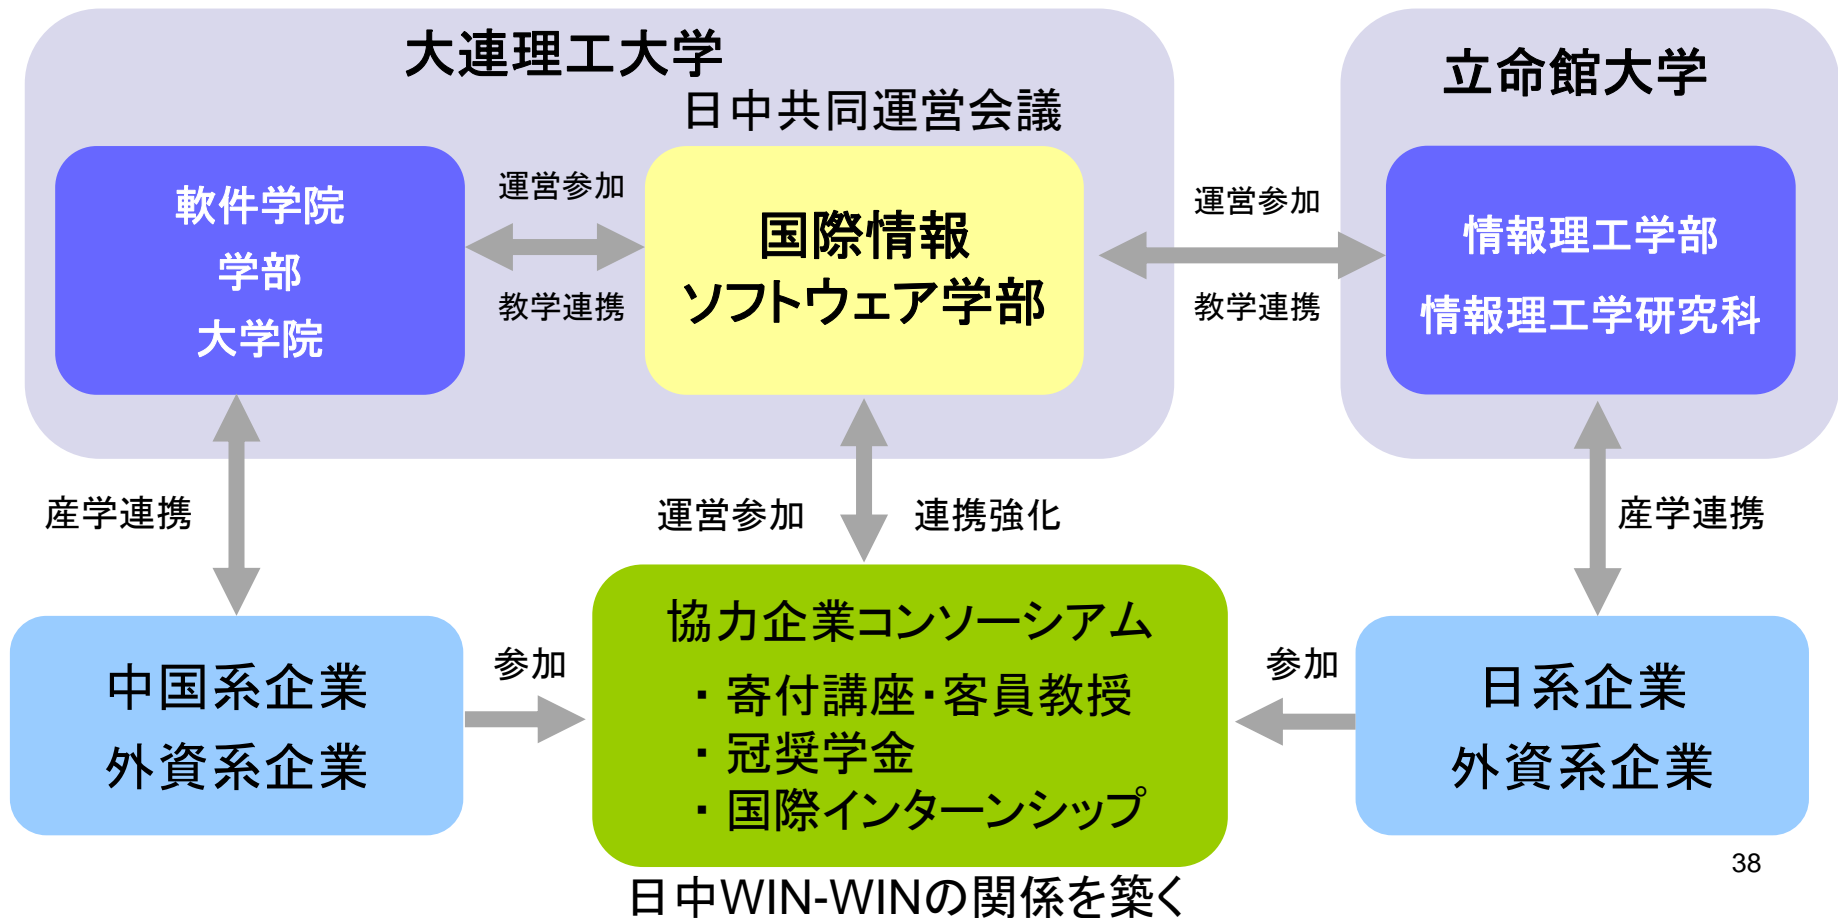 大連理工大学
日中共同運営会議
立命館大学
軟件学院
学部
大学院
運営参加
教学連携
国際情報
ソフトウェア学部
運営参加
教学連携
情報理工学部
情報理工学研究科
産学連携
運営参加
連携強化
産学連携
中国系企業
外資系企業
参加
協力企業コンソーシアム
・寄付講座・客員教授
・冠奨学金
・国際インターンシップ
参加
日系企業
外資系企業
日中WIN-WINの関係を築く
38